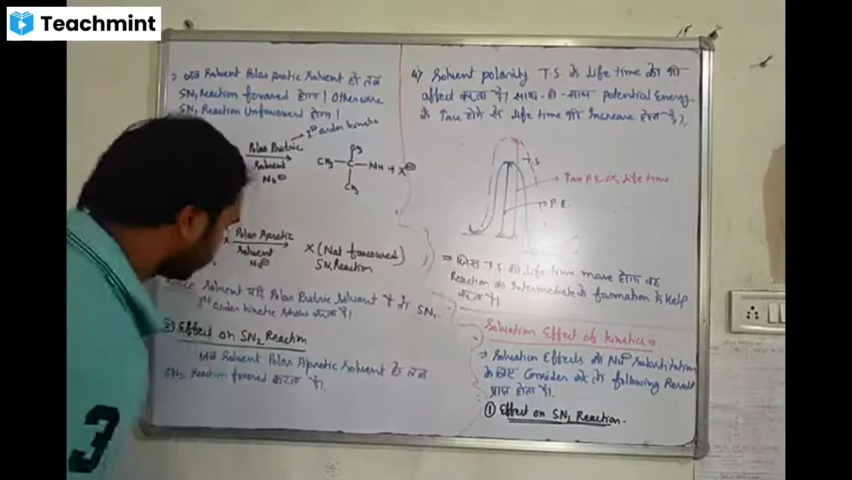 Teachmint
जब Solvent Polar protic Solvent हो तब
SN1 Reaction favoured होगा। Otherwise
SN1 Reaction Unfavoured होगा।
1st order kinetic
Polar Protic
Solvent
Nu⊖
CH3
CH3—C—Nu + X⊖
CH3
Polar Aprotic
Solvent
Nu⊖
X (Not favoured)
SN1 Reaction
Solvent यदि Polar Protic Solvent है तो SN1
1st order kinetic show करता है।
② Effect on SN2 Reaction
जब Solvent Polar Aprotic Solvent हो तब
SN2 Reaction favored करता है।
4) Solvent polarity T.S. के life time को भी
affect करता है। साथ-ही-साथ potential Energy
के Inc होने से life time भी Increase होता है।
T.S
Inc P.E ∝ life time.
P.E.
⇒ जिस T.S. की life time more होगा वह
Reaction के Intermediate के formation में Help
करता है।
Solvation Effect of kinetics
→ Solvation Effects को Nu⊖ Substitution
के लिए Consider करें तो following Result
प्राप्त होता है।
① Effect on SN1 Reaction.
3